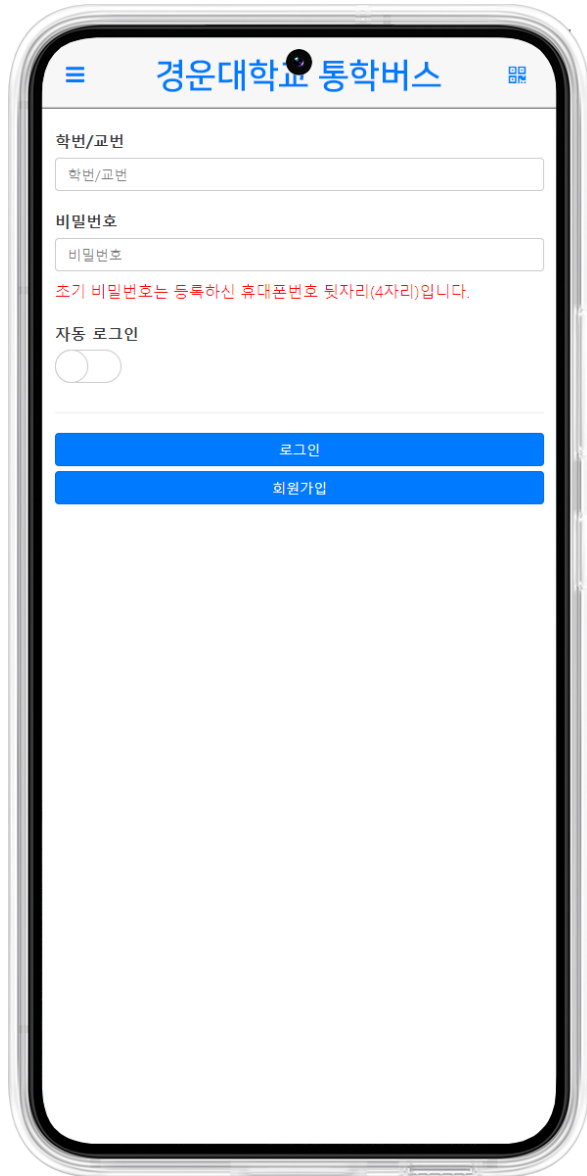 경운대학교 통학버스
학번/교번
학번/교번
비밀번호
비밀번호
초기 비밀번호는 등록하신 휴대폰번호 뒷자리(4자리)입니다.
자동 로그인
로그인
회원가입